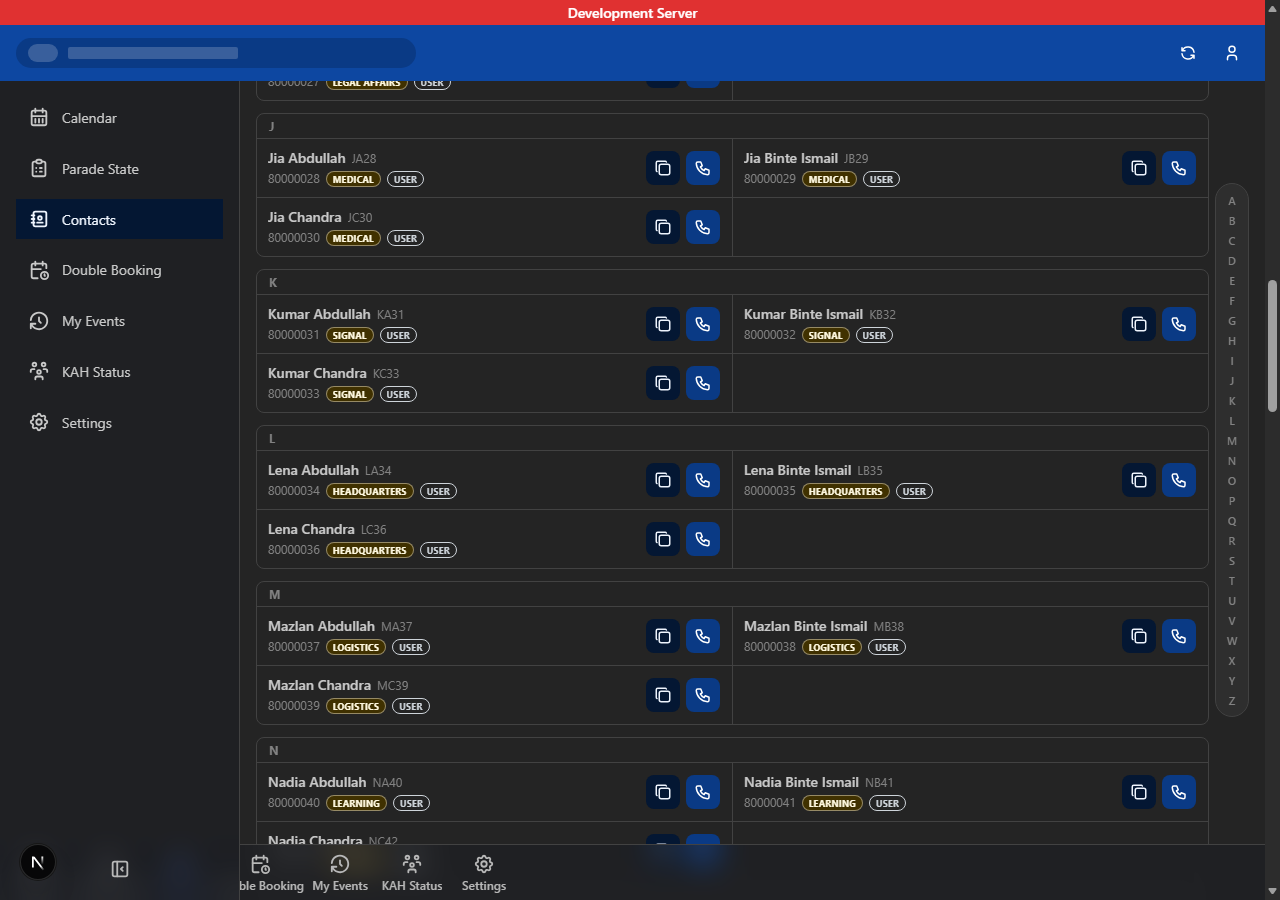 Development Server
Calendar
Parade State
Contacts
Double Booking
My Events
KAH Status
Settings
80000027 LEGAL AFFAIRS USER
J
Jia Abdullah JA28
80000028 MEDICAL USER
Jia Binte Ismail JB29
80000029 MEDICAL USER
Jia Chandra JC30
80000030 MEDICAL USER
K
Kumar Abdullah KA31
80000031 SIGNAL USER
Kumar Binte Ismail KB32
80000032 SIGNAL USER
Kumar Chandra KC33
80000033 SIGNAL USER
L
Lena Abdullah LA34
80000034 HEADQUARTERS USER
Lena Binte Ismail LB35
80000035 HEADQUARTERS USER
Lena Chandra LC36
80000036 HEADQUARTERS USER
M
Mazlan Abdullah MA37
80000037 LOGISTICS USER
Mazlan Binte Ismail MB38
80000038 LOGISTICS USER
Mazlan Chandra MC39
80000039 LOGISTICS USER
N
Nadia Abdullah NA40
80000040 LEARNING USER
Nadia Binte Ismail NB41
80000041 LEARNING USER
Nadia Chandra NC42
A
B
C
D
E
F
G
H
I
J
K
L
M
N
O
P
Q
R
S
T
U
V
W
X
Y
Z
N
ble Booking
My Events
KAH Status
Settings